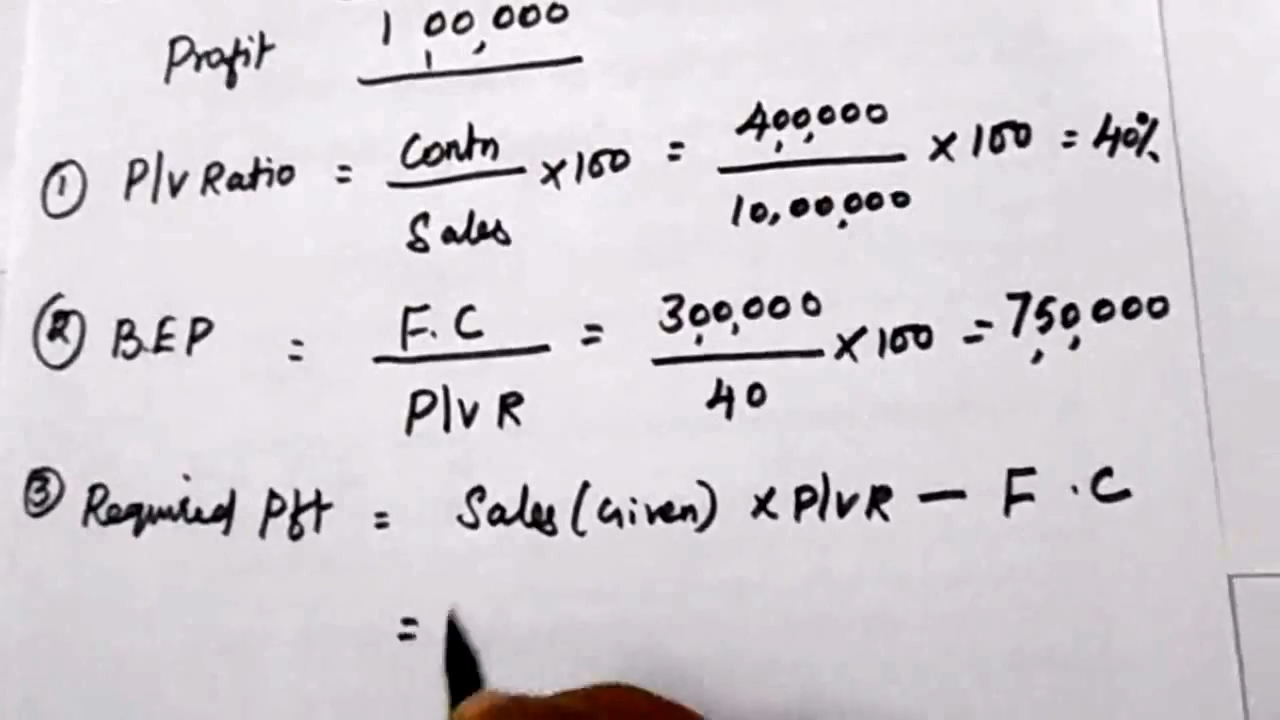 Profit 1,00,000
① P/v Ratio = Contn / Sales × 100 = 4,00,000 / 10,00,000 × 100 = 40%
② B.E.P = F.C / P/v R = 3,00,000 / 40 × 100 = 7,50,000
③ Required Pft = Sales (Given) × P/v R — F.C
=